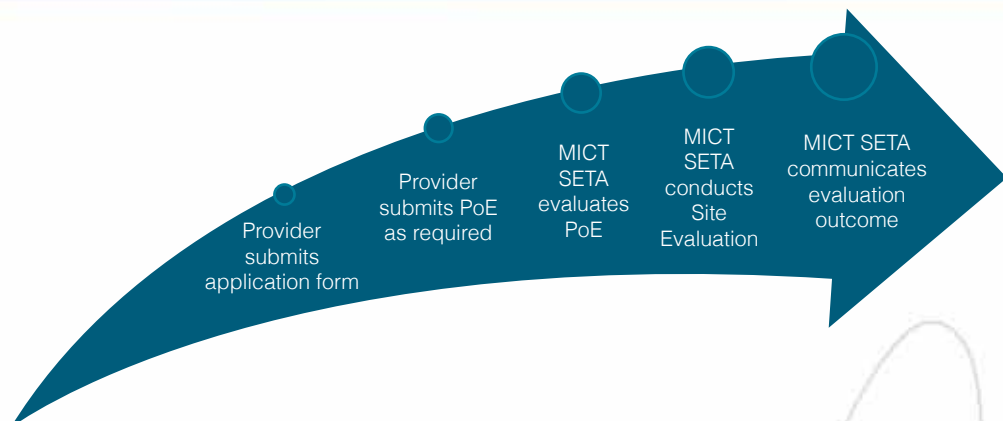 Provider
submits
application form
Provider
submits PoE
as required
MICT
SETA
evaluates
PoE
MICT
SETA
conducts
Site
Evaluation
MICT SETA
communicates
evaluation
outcome